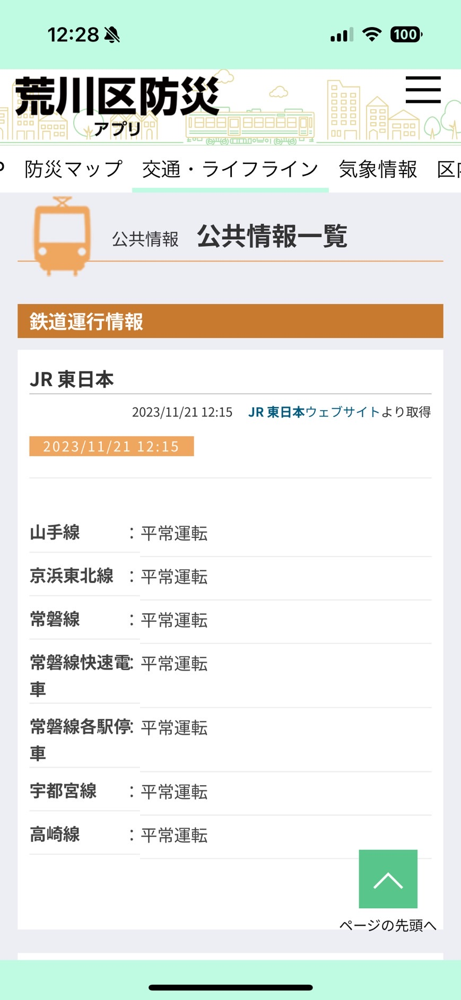 12:28
100
荒川区防災
アプリ
防災マップ 交通・ライフライン 気象情報
公共情報 公共情報一覧
鉄道運行情報
JR 東日本
2023/11/21 12:15 JR 東日本ウェブサイトより取得
2023/11/21 12:15
山手線 : 平常運転
京浜東北線 : 平常運転
常磐線 : 平常運転
常磐線快速電: 平常運転
車
常磐線各駅停: 平常運転
車
宇都宮線 : 平常運転
高崎線 : 平常運転
ページの先頭へ